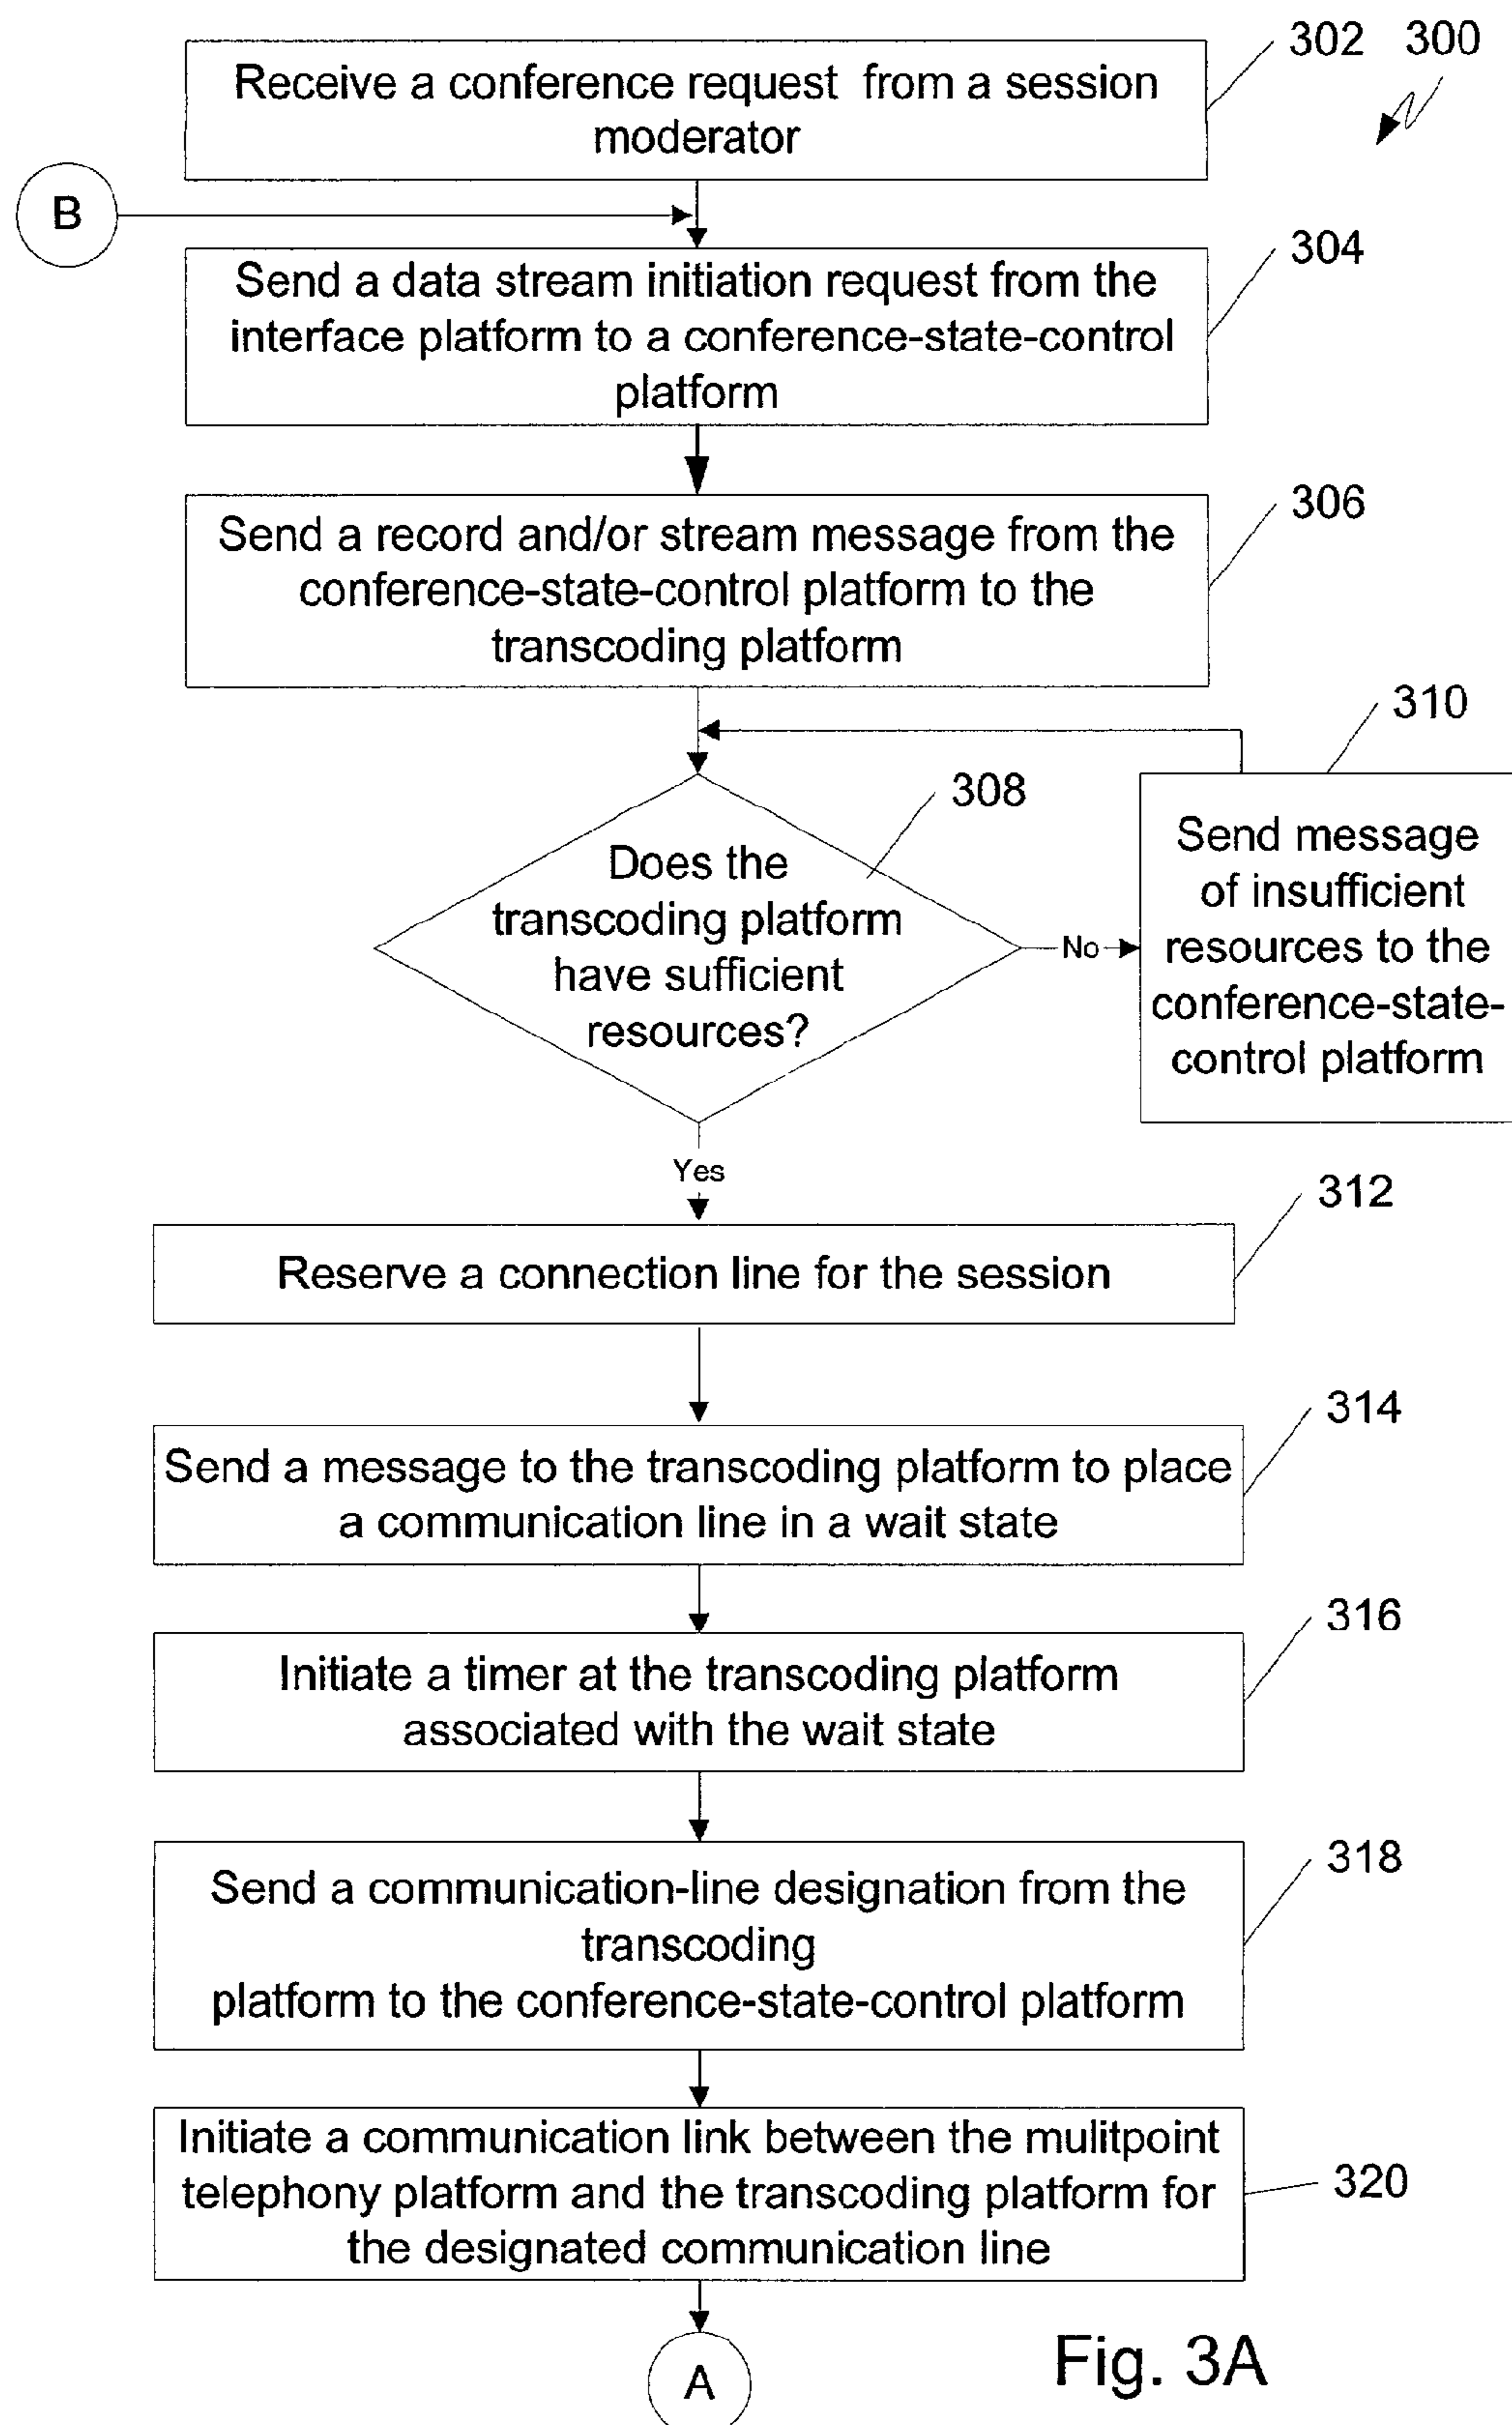 302 300
Receive a conference request from a session
moderator
B
304
Send a data stream initiation request from the
interface platform to a conference-state-control
platform
306
Send a record and/or stream message from the
conference-state-control platform to the
transcoding platform
310
308
Does the
transcoding platform
have sufficient
resources?
No
Send message
of insufficient
resources to the
conference-state-
control platform
Yes
312
Reserve a connection line for the session
314
Send a message to the transcoding platform to place
a communication line in a wait state
316
Initiate a timer at the transcoding platform
associated with the wait state
318
Send a communication-line designation from the
transcoding
platform to the conference-state-control platform
Initiate a communication link between the mulitpoint
telephony platform and the transcoding platform for
the designated communication line
320
A
Fig. 3A